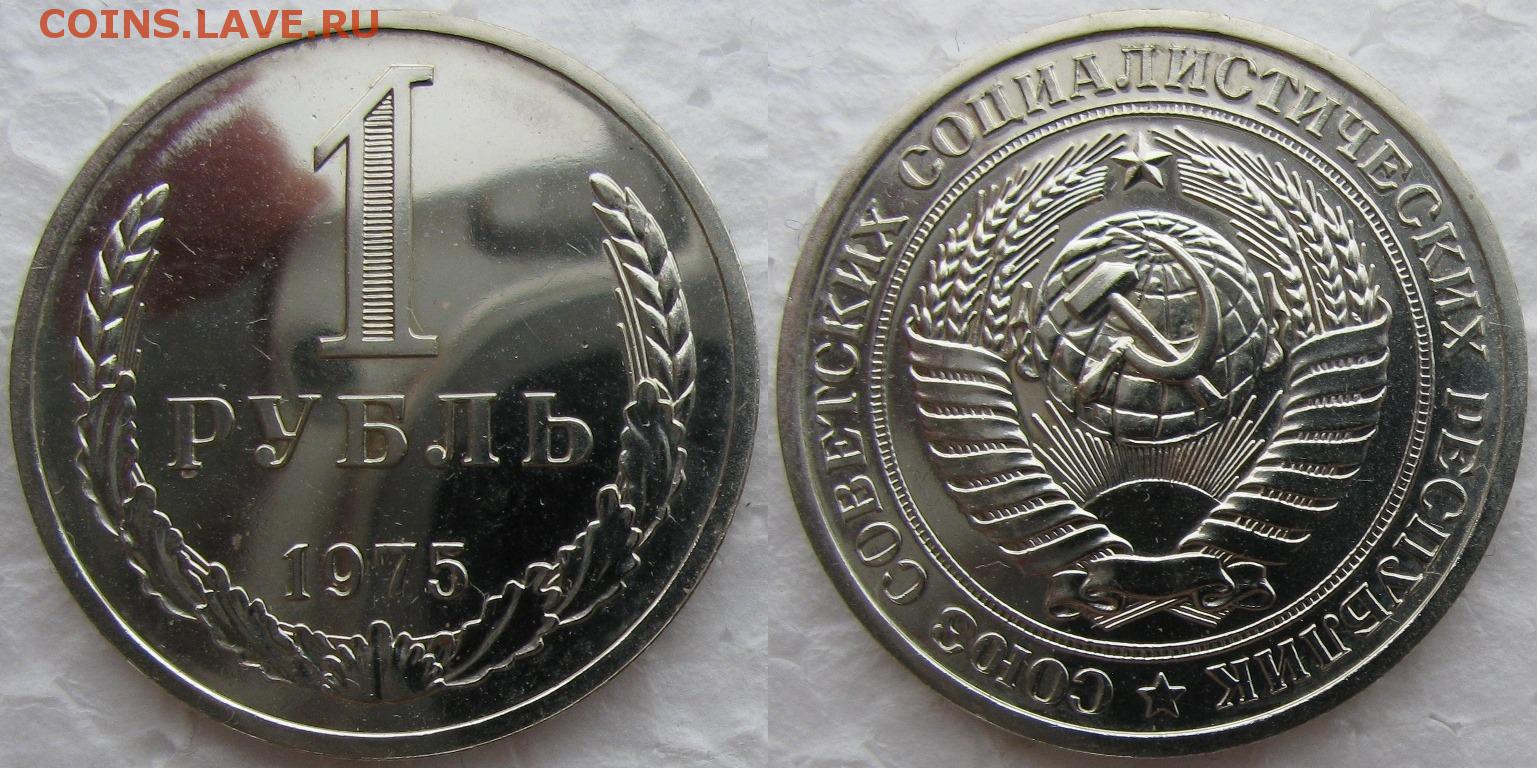 COINS.LAVE.RU
1
РУБЛЬ
1975
СОЮЗ СОВЕТСКИХ СОЦИАЛИСТИЧЕСКИХ РЕСПУБЛИК